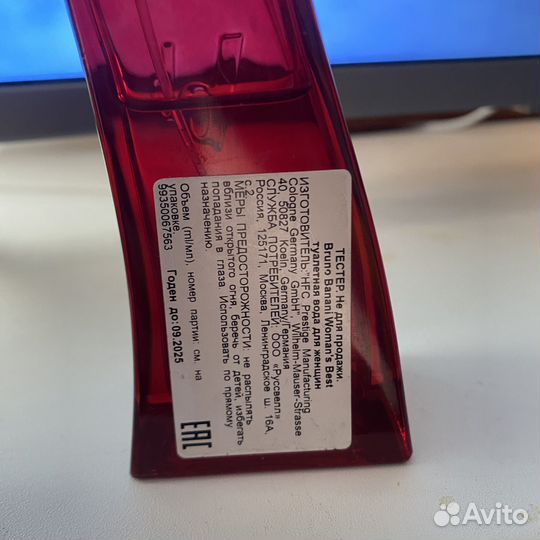 ТЕСТЕР. Не для продажи.
Bruno Banani Woman's Best
Туалетная вода для женщин
ИЗГОТОВИТЕЛЬ:"HFC Prestige Manufacturing
Cologne Germany GmbH", Wilhelm-Mauser-Strasse
40, 50827 Koeln, Germany/Германия
СЛУЖБА ПОТРЕБИТЕЛЕЙ: ООО «Руссвелл»
Россия, 125171, Москва, Ленинградское ш 16А,
с.2
МЕРЫ ПРЕДОСТОРОЖНОСТИ: не распылять
вблизи открытого огня, беречь от детей, избегать
попадания в глаза. Использовать по прямому
назначению.
Объем (ml/мл), номер партии: см на
упаковке.
99350067563 Годен до:09.2025
EAC
Avito